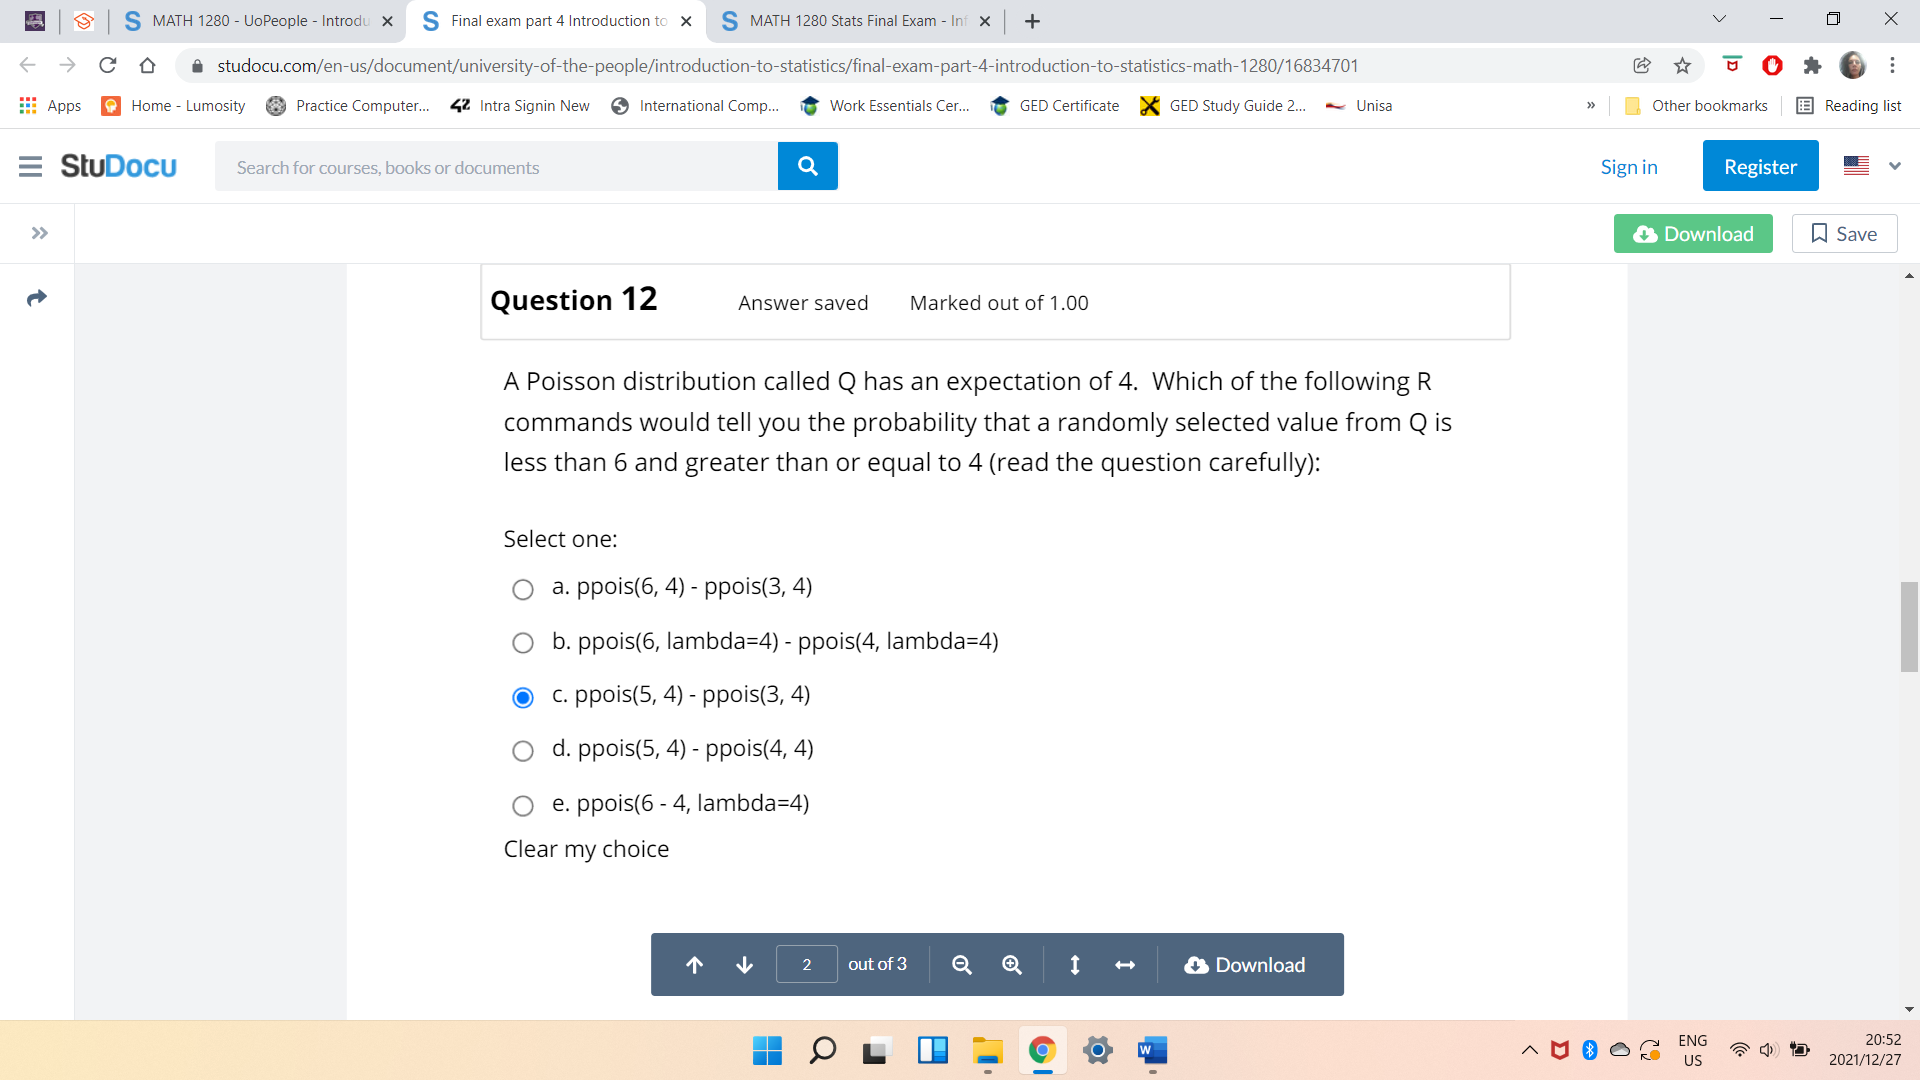 MATH 1280 - UoPeople - Introdu
Final exam part 4 Introduction to
MATH 1280 Stats Final Exam - Inf
studocu.com/en-us/document/university-of-the-people/introduction-to-statistics/final-exam-part-4-introduction-to-statistics-math-1280/16834701
Apps
Home - Lumosity
Practice Computer...
Intra Signin New
International Comp...
Work Essentials Cer...
GED Certificate
GED Study Guide 2...
Unisa
»
Other bookmarks
Reading list
StuDocu
Search for courses, books or documents
Sign in
Register
Download
Save
Question 12
Answer saved
Marked out of 1.00
A Poisson distribution called Q has an expectation of 4. Which of the following R
commands would tell you the probability that a randomly selected value from Q is
less than 6 and greater than or equal to 4 (read the question carefully):
Select one:
a. ppois(6, 4) - ppois(3, 4)
b. ppois(6, lambda=4) - ppois(4, lambda=4)
c. ppois(5, 4) - ppois(3, 4)
d. ppois(5, 4) - ppois(4, 4)
e. ppois(6 - 4, lambda=4)
Clear my choice
2
out of 3
Download
ENG
US
20:52
2021/12/27